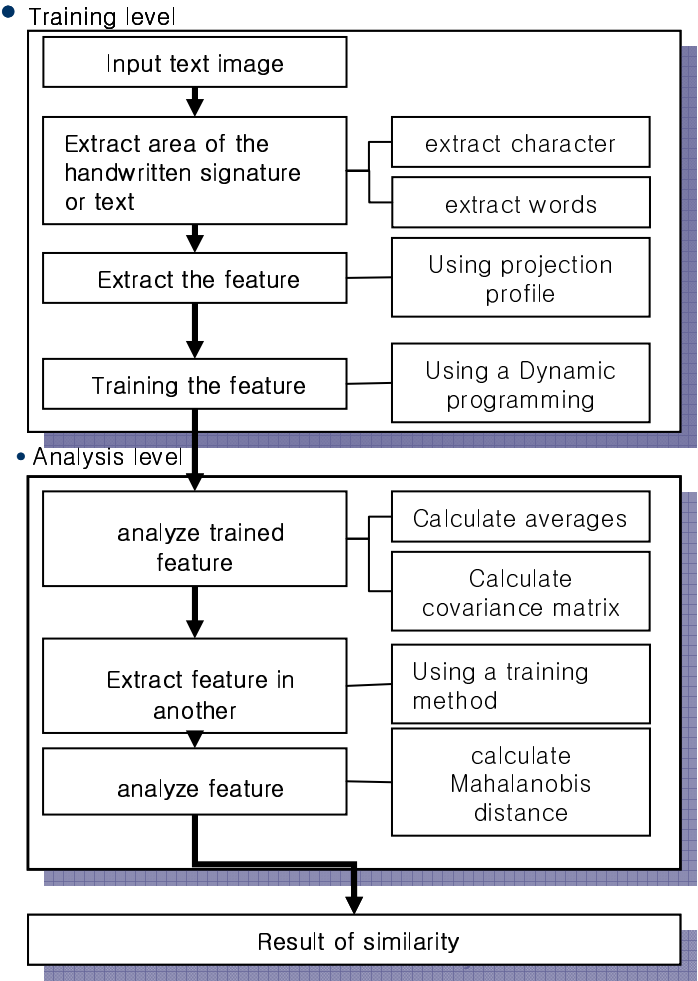 Training level
Input text image
Extract area of the
handwritten signature
or text
extract character
extract words
Extract the feature
Using projection
profile
Training the feature
Using a Dynamic
programming
Analysis level
analyze trained
feature
Calculate averages
Calculate
covariance matrix
Extract feature in
another
Using a training
method
analyze feature
calculate
Mahalanobis
distance
Result of similarity